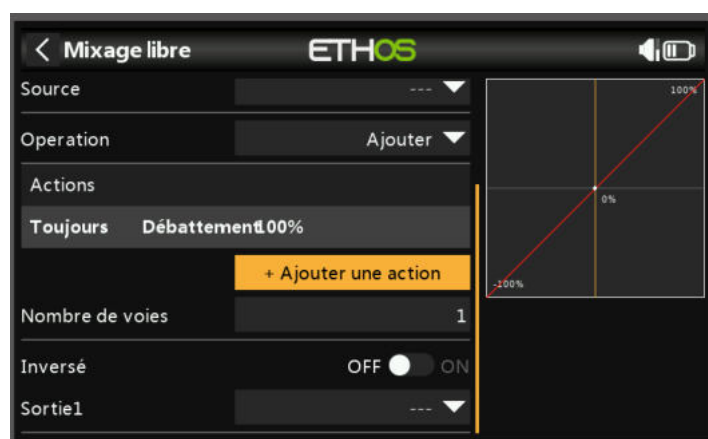 Mixage libre ETHOS
Source ---
Operation Ajouter
Actions
Toujours Débattement100%
+ Ajouter une action
Nombre de voies 1
Inversé OFF ON
Sortie1 ---
100%
0%
-100%